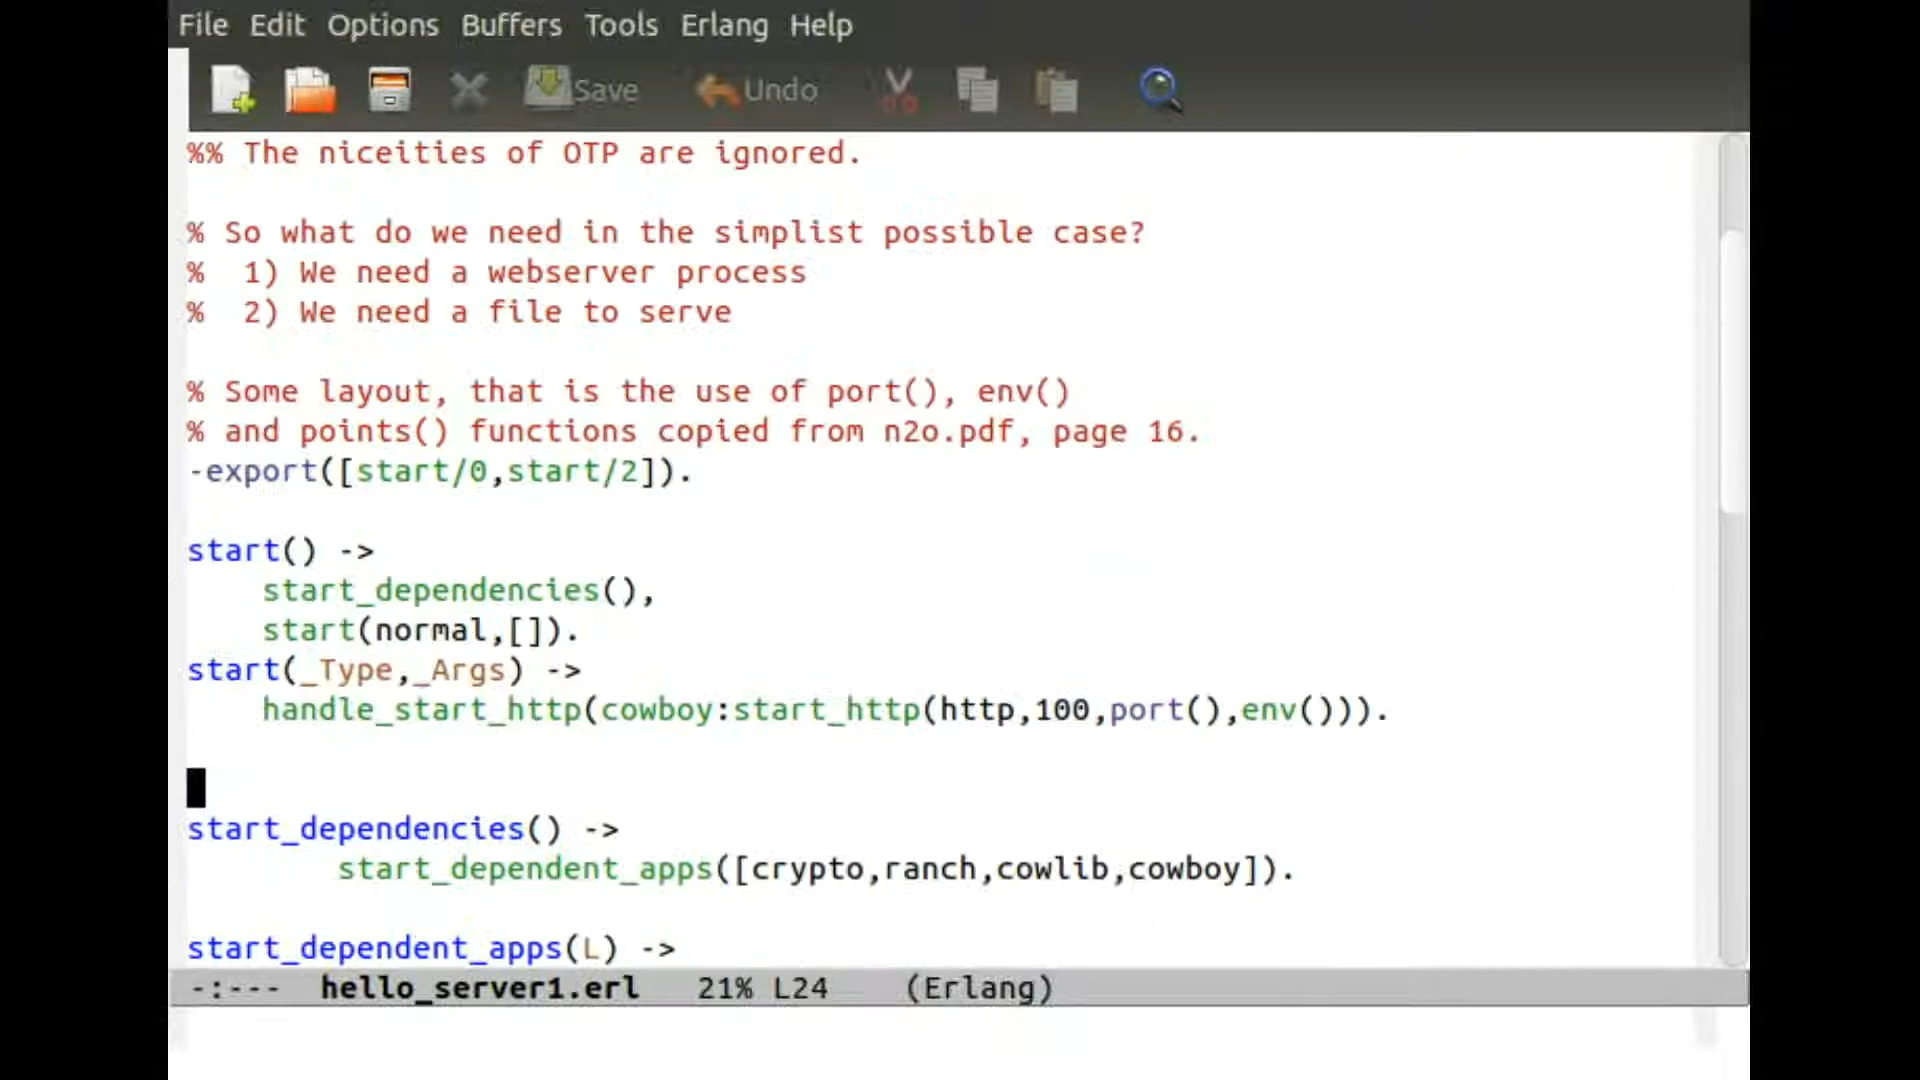 File Edit Options Buffers Tools Erlang Help
Save Undo
%% The niceities of OTP are ignored.
% So what do we need in the simplist possible case?
%  1) We need a webserver process
%  2) We need a file to serve
% Some layout, that is the use of port(), env()
% and points() functions copied from n2o.pdf, page 16.
-export([start/0,start/2]).
start() ->
    start_dependencies(),
    start(normal,[]).
start(_Type,_Args) ->
    handle_start_http(cowboy:start_http(http,100,port(),env())).
start_dependencies() ->
        start_dependent_apps([crypto,ranch,cowlib,cowboy]).
start_dependent_apps(L) ->
-:--- hello_server1.erl 21% L24 (Erlang)